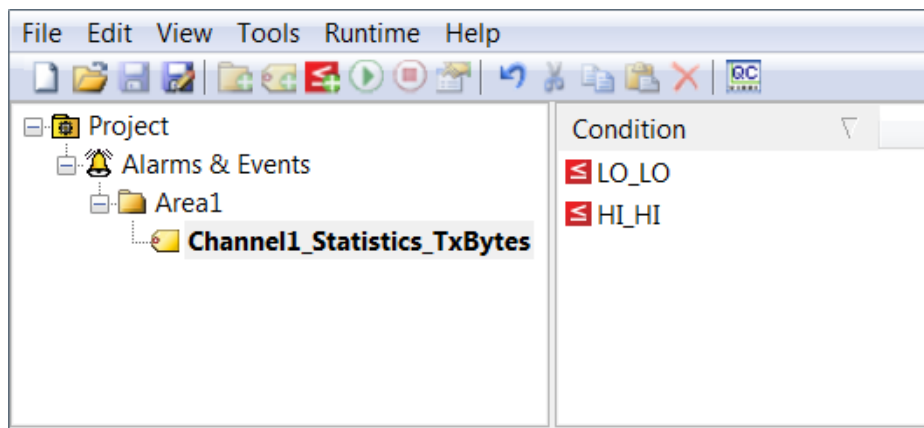 File Edit View Tools Runtime Help
QC
Project
Alarms & Events
Area1
Channel1_Statistics_TxBytes
Condition
LO_LO
HI_HI